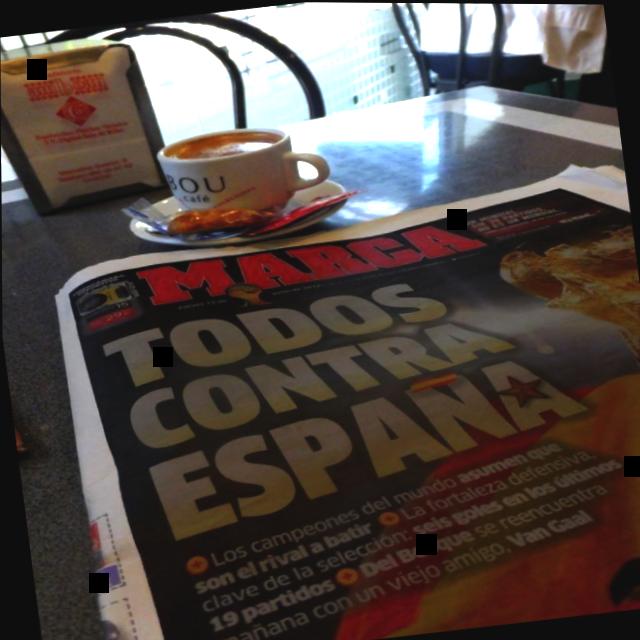 BOU
café
MARCA
TODOS
CONTRA
ESPAÑA
Los campeones del mundo asumen que
son el rival a batir La fortaleza defensiva,
clave de la selección: seis goles en los últimos
19 partidos Del Bosque se reencuentra
mañana con un viejo amigo, Van Gaal